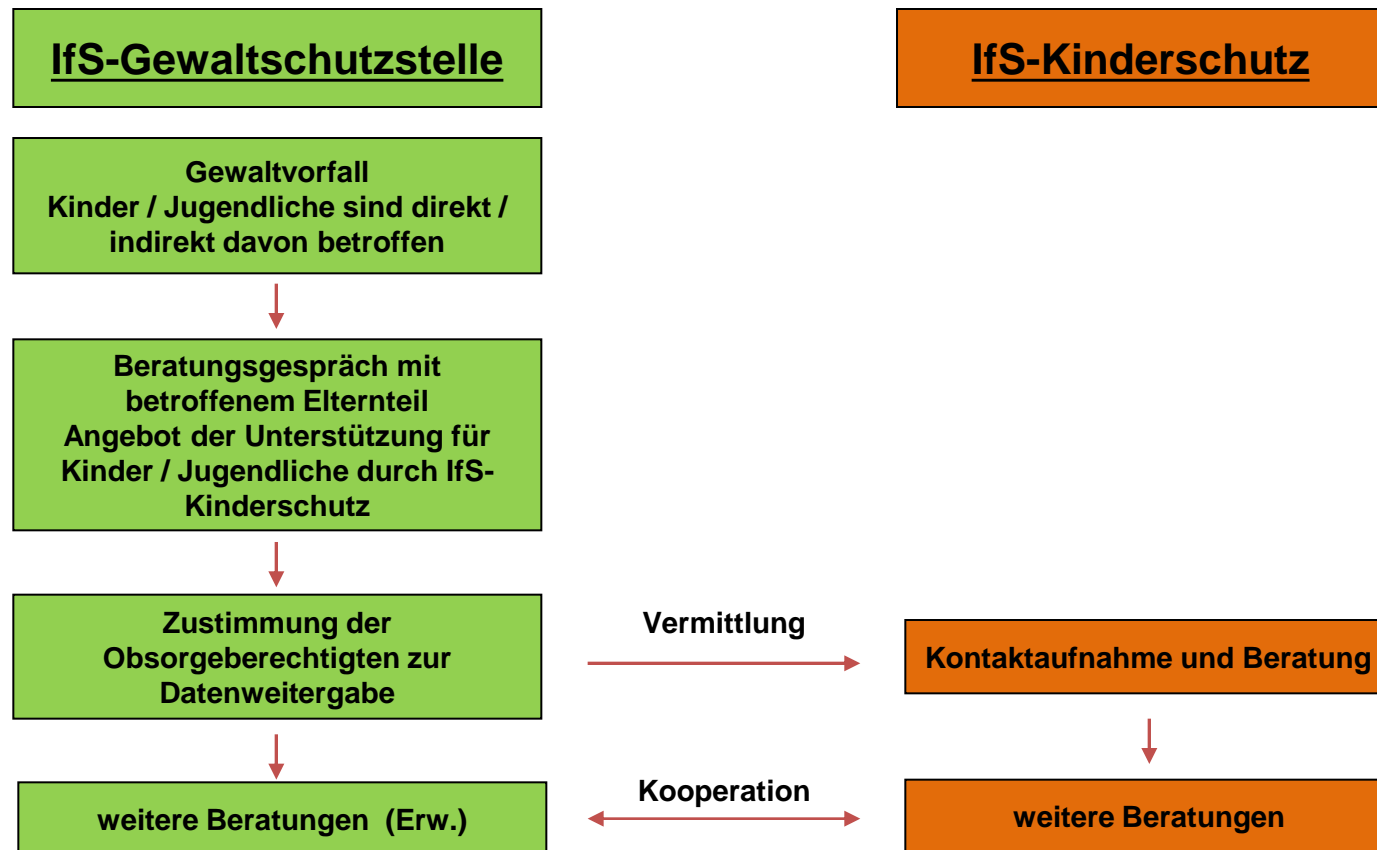 IfS-Gewaltschutzstelle
IfS-Kinderschutz
Gewaltvorfall
Kinder / Jugendliche sind direkt /
indirekt davon betroffen
Beratungsgespräch mit
betroffenem Elternteil
Angebot der Unterstützung für
Kinder / Jugendliche durch IfS-
Kinderschutz
Zustimmung der
Obsorgeberechtigten zur
Datenweitergabe
Vermittlung
Kontaktaufnahme und Beratung
weitere Beratungen (Erw.)
Kooperation
weitere Beratungen